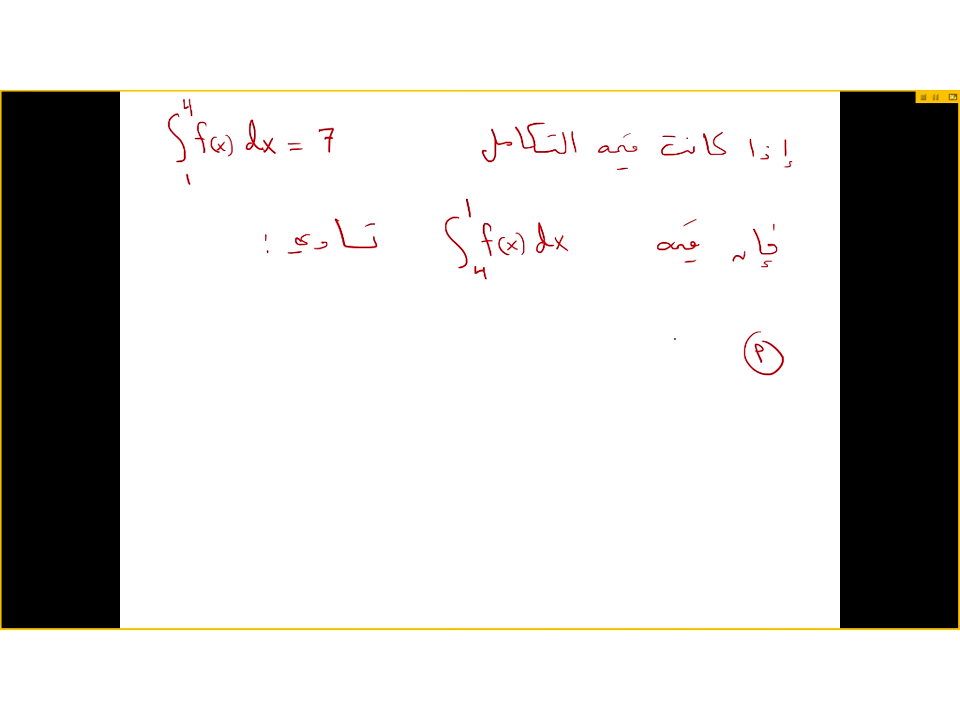 إذا كانت قيمة التكامل ∫₁⁴ f(x) dx = 7
فإن قيمة ∫₄¹ f(x) dx تساوي :
P